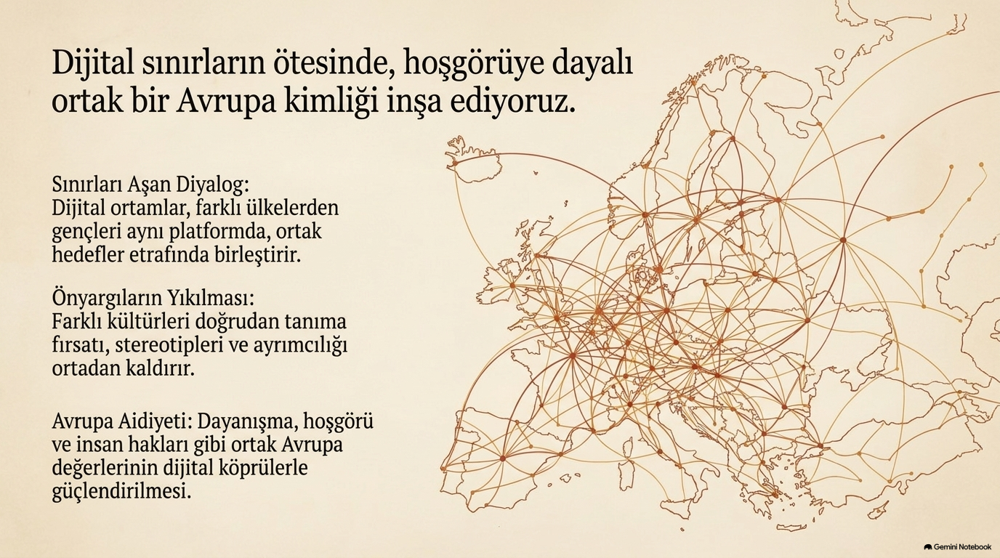 Dijital sınırların ötesinde, hoşgörüye dayalı
ortak bir Avrupa kimliği inşa ediyoruz.
Sınırları Aşan Diyalog:
Dijital ortamlar, farklı ülkelerden
gençleri aynı platformda, ortak
hedefler etrafında birleştirir.
Önyargıların Yıkılması:
Farklı kültürleri doğrudan tanıma
fırsatı, stereotipleri ve ayrımcılığı
ortadan kaldırır.
Avrupa Aidiyeti: Dayanışma, hoşgörü
ve insan hakları gibi ortak Avrupa
değerlerinin dijital köprülerle
güçlendirilmesi.
Gemini Notebook